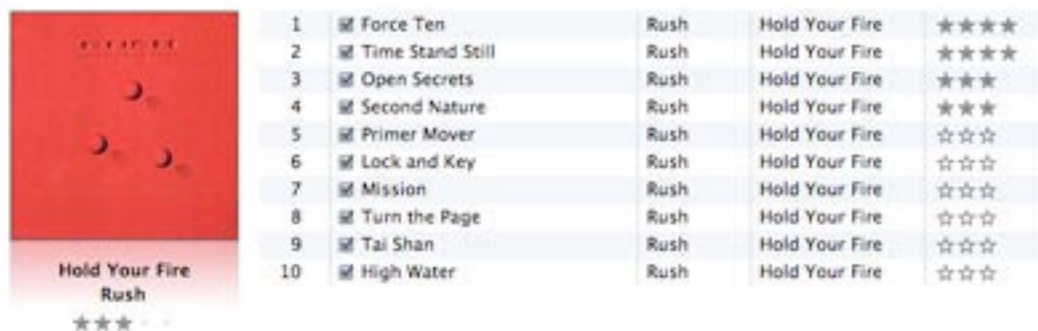 1 Force Ten Rush Hold Your Fire ★★★★
2 Time Stand Still Rush Hold Your Fire ★★★★
3 Open Secrets Rush Hold Your Fire ★★★
4 Second Nature Rush Hold Your Fire ★★★
5 Primer Mover Rush Hold Your Fire ☆☆☆
6 Lock and Key Rush Hold Your Fire ☆☆☆
7 Mission Rush Hold Your Fire ☆☆☆
8 Turn the Page Rush Hold Your Fire ☆☆☆
9 Tai Shan Rush Hold Your Fire ☆☆☆
10 High Water Rush Hold Your Fire ☆☆☆
Hold Your Fire
Rush
★★★